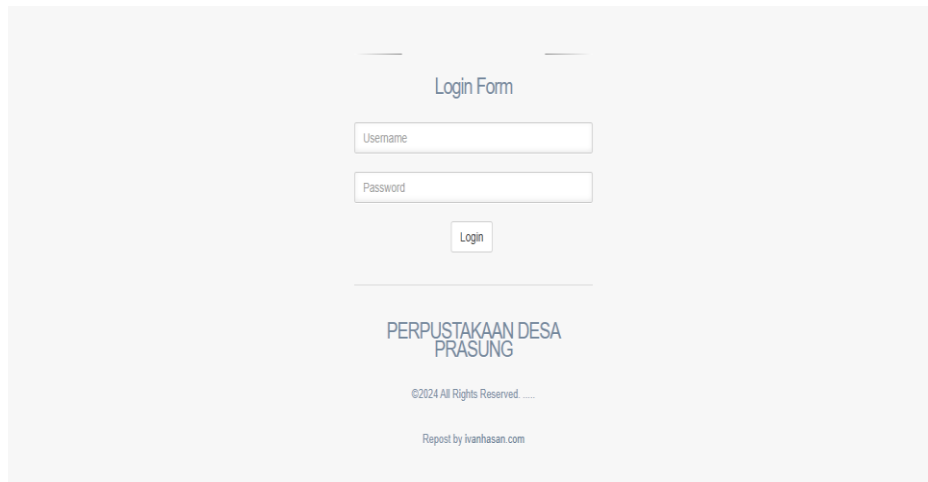 Login Form
Username
Password
Login
PERPUSTAKAAN DESA
PRASUNG
©2024 All Rights Reserved. .....
Repost by ivanhasan.com